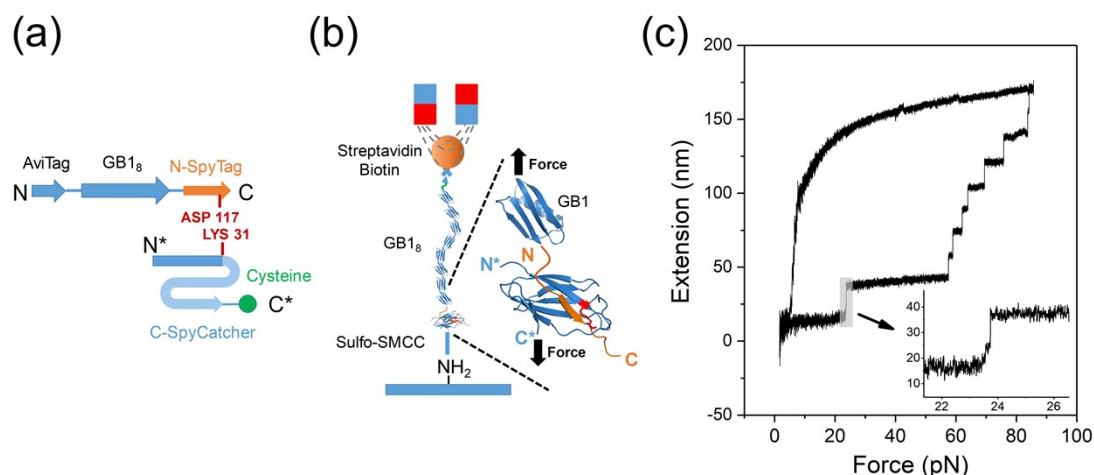 (a)
AviTag
GB1₈
N-SpyTag
N
C
ASP 117
LYS 31
N*
Cysteine
C*
C-SpyCatcher
(b)
Streptavidin
Biotin
Force
GB1
GB1₈
N
N*
C*
C
Force
Sulfo-SMCC
NH₂
(c)
Extension (nm)
200
150
100
50
0
-50
40
30
20
10
22 24 26
0 20 40 60 80 100
Force (pN)